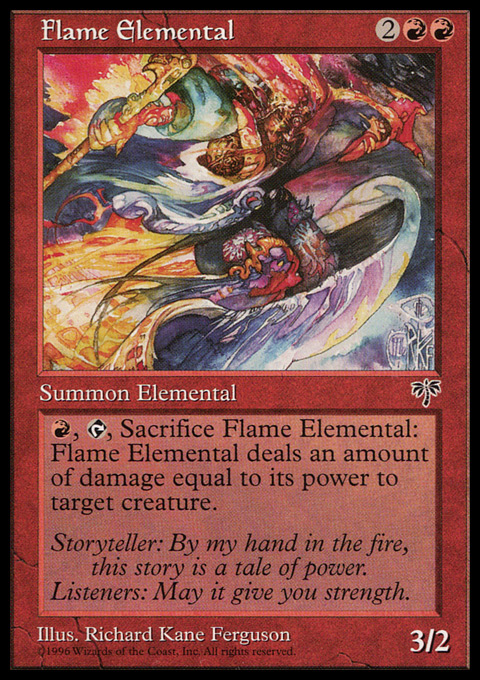 Flame Elemental 2
Summon Elemental
, , Sacrifice Flame Elemental:
Flame Elemental deals an amount
of damage equal to its power to
target creature.
Storyteller: By my hand in the fire,
this story is a tale of power.
Listeners: May it give you strength.
Illus. Richard Kane Ferguson
©1996 Wizards of the Coast, Inc. All rights reserved.
3/2